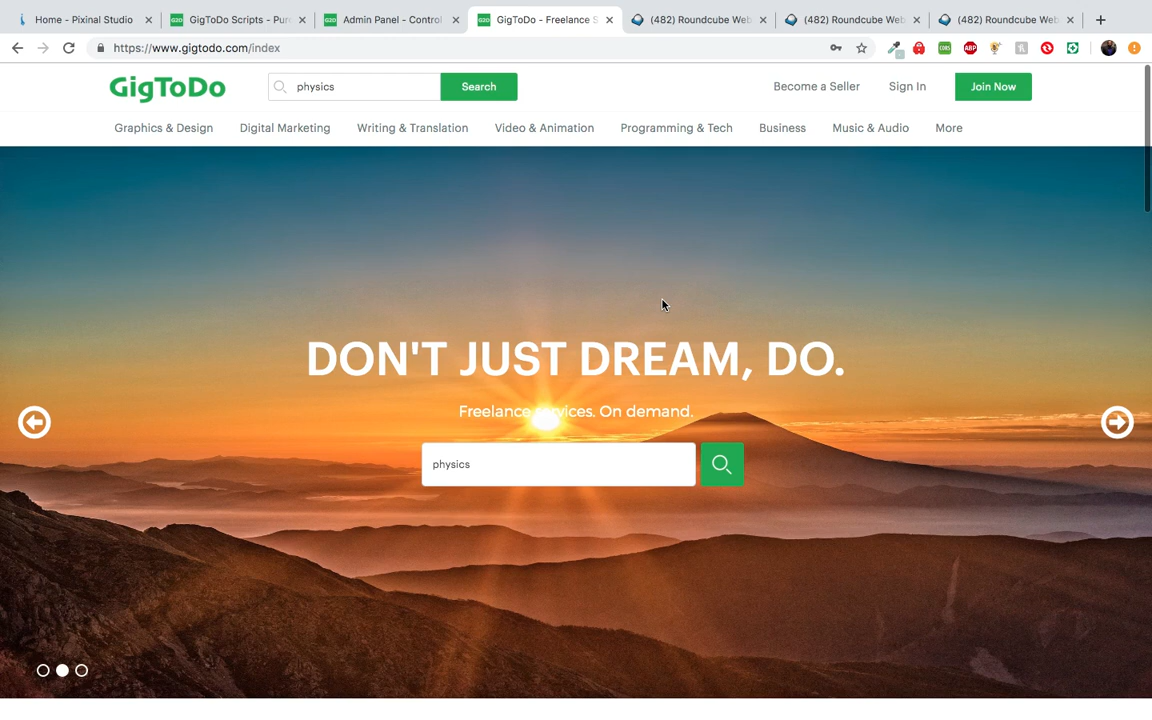 Home - Pixinal Studio
GigToDo Scripts - Pur
Admin Panel - Control
GigToDo - Freelance S
(482) Roundcube Web
(482) Roundcube Web
(482) Roundcube Web
https://www.gigtodo.com/index
CORS
ABP
GigToDo
physics
Search
Become a Seller
Sign In
Join Now
Graphics & Design
Digital Marketing
Writing & Translation
Video & Animation
Programming & Tech
Business
Music & Audio
More
DON'T JUST DREAM, DO.
Freelance services. On demand.
physics